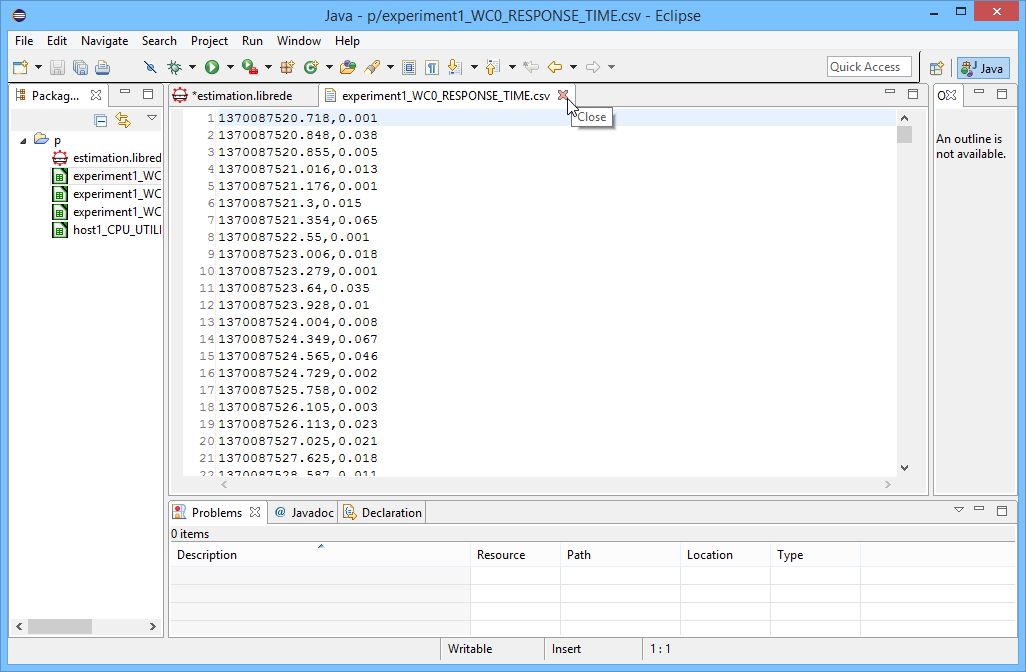 Java - p/experiment1_WC0_RESPONSE_TIME.csv - Eclipse
File Edit Navigate Search Project Run Window Help
Quick Access Java
Packag... *estimation.librede experiment1_WC0_RESPONSE_TIME.csv O
Close
p
estimation.libred
experiment1_WC
experiment1_WC
experiment1_WC
host1_CPU_UTILI
1 1370087520.718,0.001
2 1370087520.848,0.038
3 1370087520.855,0.005
4 1370087521.016,0.013
5 1370087521.176,0.001
6 1370087521.3,0.015
7 1370087521.354,0.065
8 1370087522.55,0.001
9 1370087523.006,0.018
10 1370087523.279,0.001
11 1370087523.64,0.035
12 1370087523.928,0.01
13 1370087524.004,0.008
14 1370087524.349,0.067
15 1370087524.565,0.046
16 1370087524.729,0.002
17 1370087525.758,0.002
18 1370087526.105,0.003
19 1370087526.113,0.023
20 1370087527.025,0.021
21 1370087527.625,0.018
22 1370087528.587,0.011
An outline is
not available.
Problems @ Javadoc Declaration
0 items
Description Resource Path Location Type
Writable Insert 1 : 1